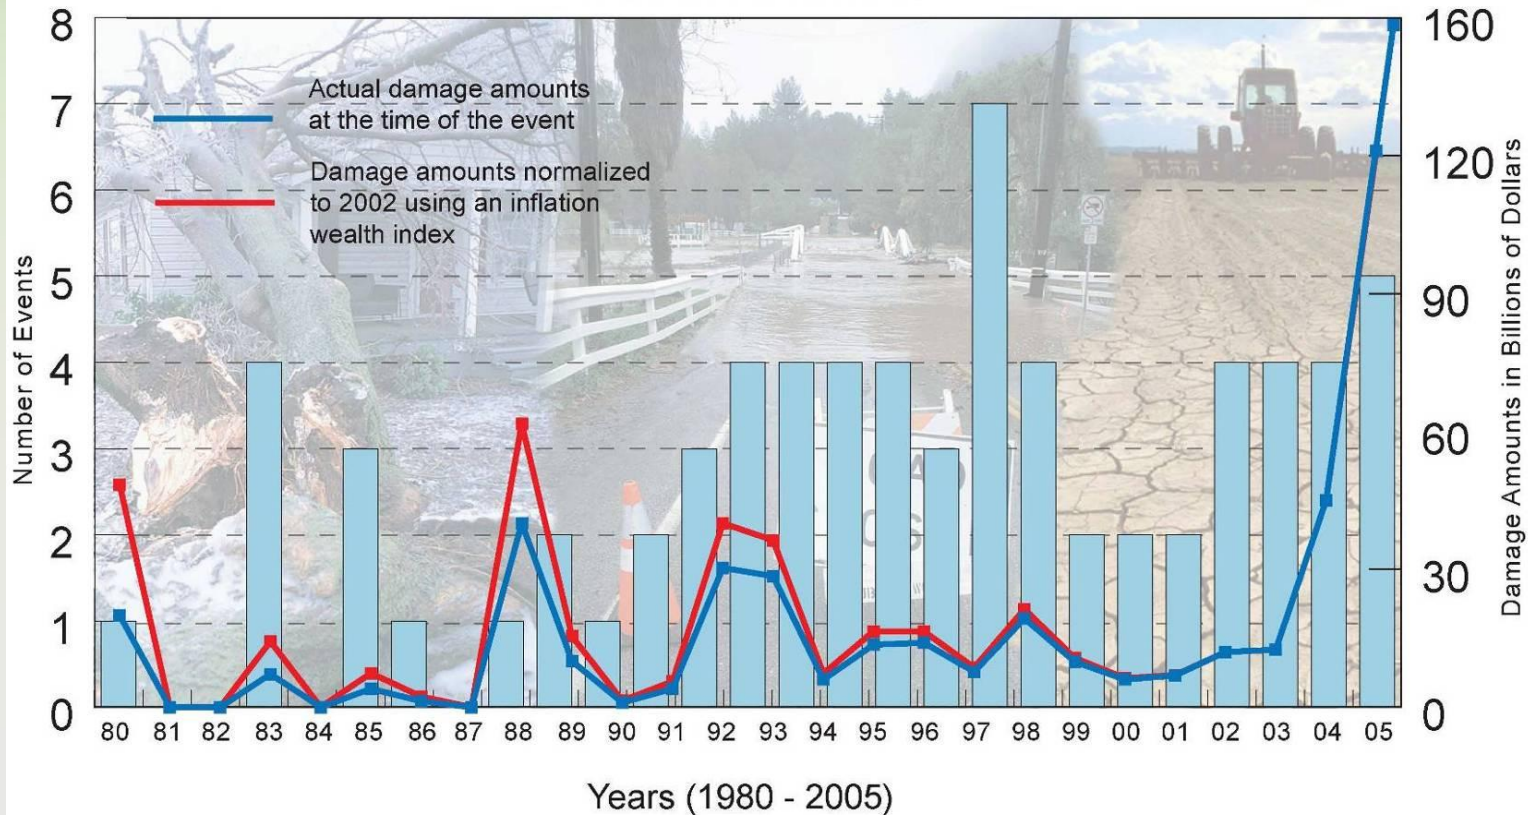 8
7
6
5
4
3
2
1
0
Number of Events
Actual damage amounts
at the time of the event
Damage amounts normalized
to 2002 using an inflation
wealth index
160
120
90
60
30
0
Damage Amounts in Billions of Dollars
80 81 82 83 84 85 86 87 88 89 90 91 92 93 94 95 96 97 98 99 00 01 02 03 04 05
Years (1980 - 2005)